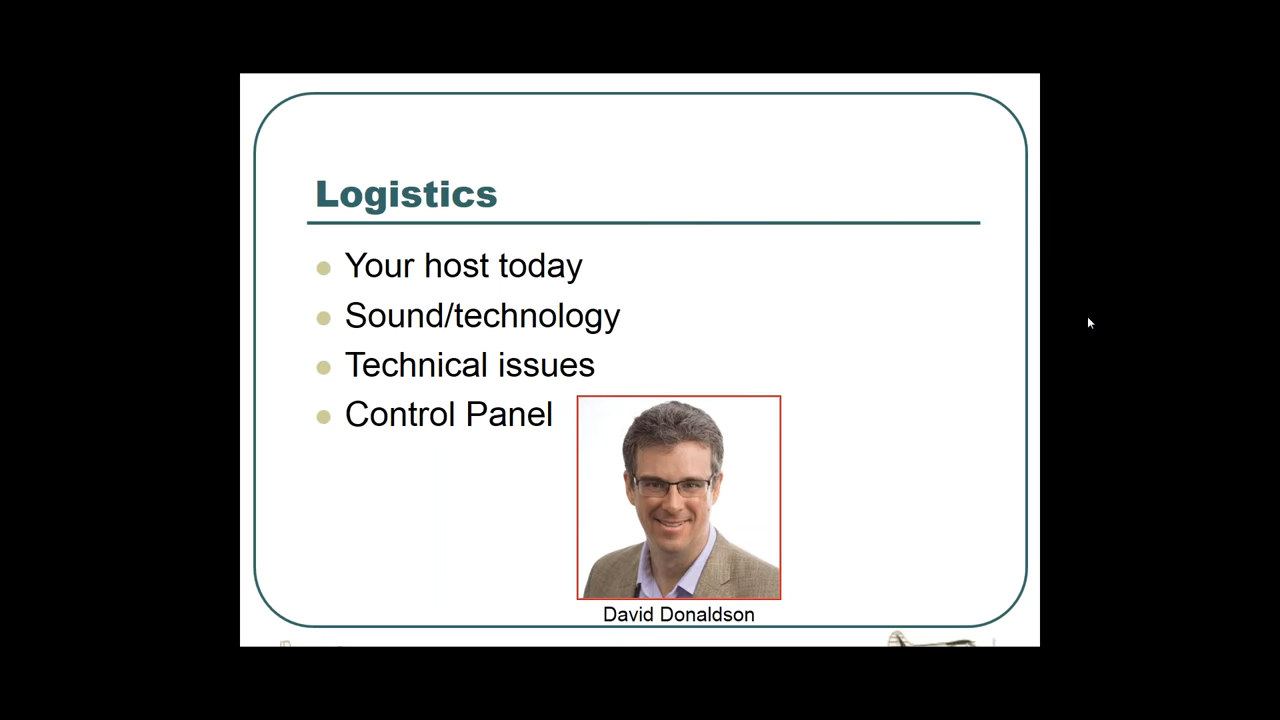 Logistics
Your host today
Sound/technology
Technical issues
Control Panel
David Donaldson